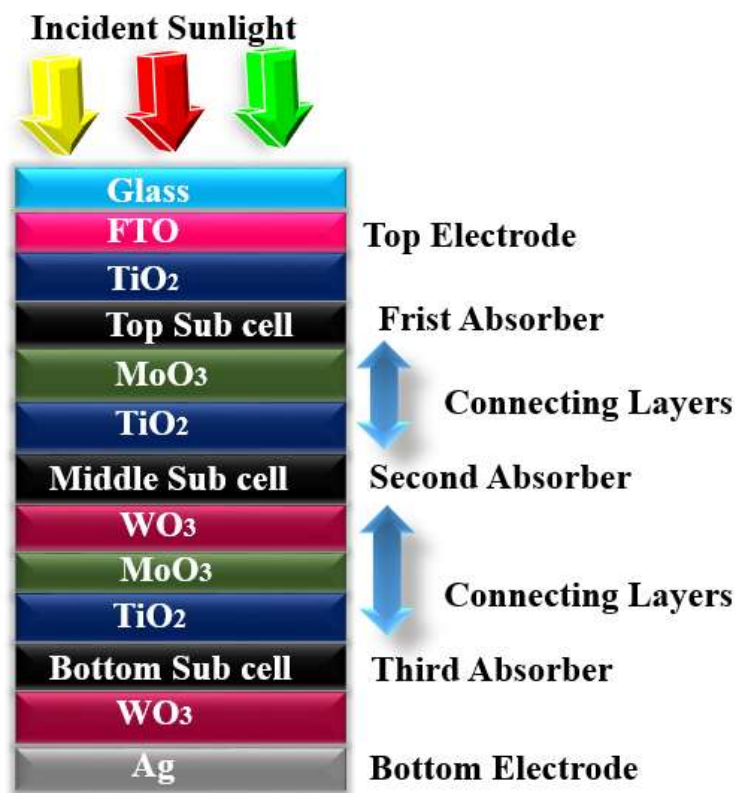 Incident Sunlight
Glass
FTO
Top Electrode
TiO2
Top Sub cell
Frist Absorber
MoO3
Connecting Layers
TiO2
Middle Sub cell
Second Absorber
WO3
MoO3
Connecting Layers
TiO2
Bottom Sub cell
Third Absorber
WO3
Ag
Bottom Electrode